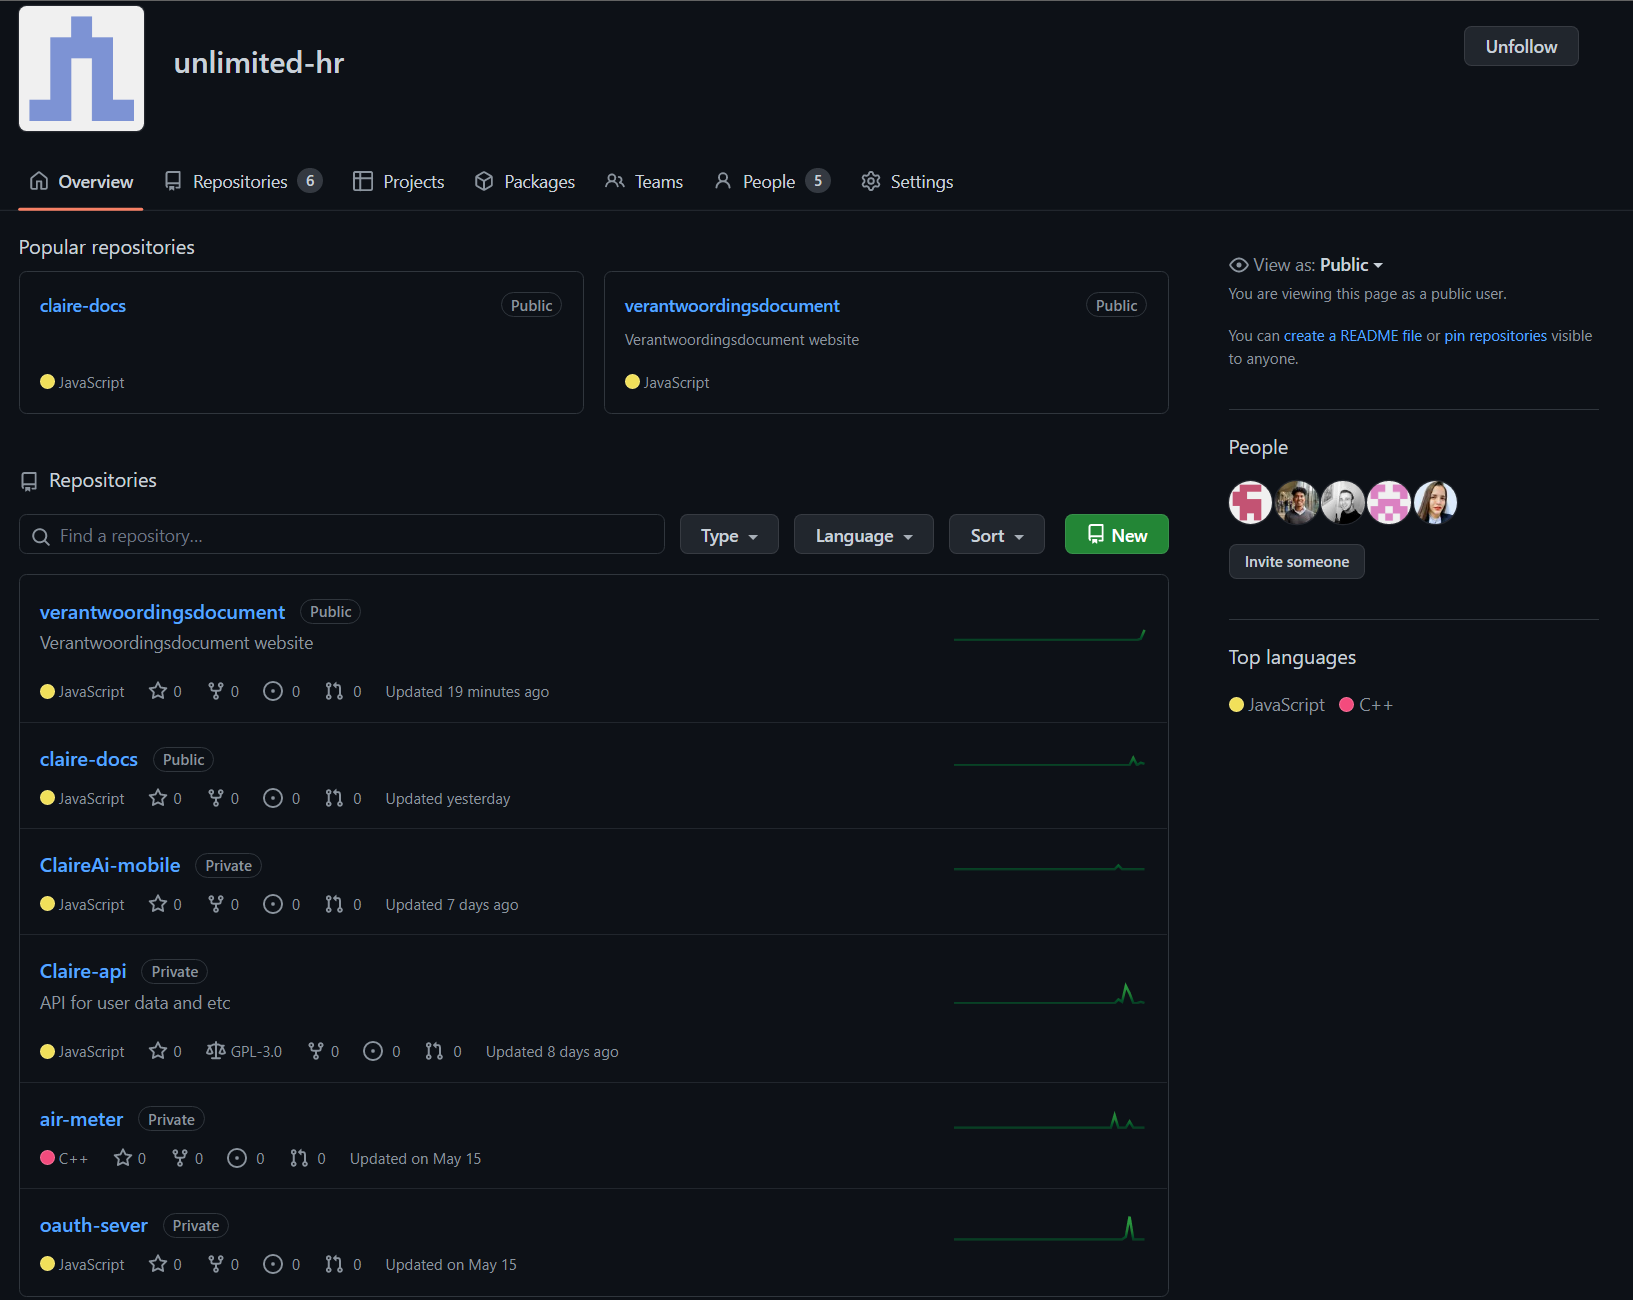 unlimited-hr
Unfollow
Overview Repositories 6 Projects Packages Teams People 5 Settings
Popular repositories
claire-docs Public
JavaScript
verantwoordingsdocument Public
Verantwoordingsdocument website
JavaScript
View as: Public
You are viewing this page as a public user.
You can create a README file or pin repositories visible
to anyone.
People
Invite someone
Top languages
JavaScript C++
Repositories
Find a repository... Type Language Sort New
verantwoordingsdocument Public
Verantwoordingsdocument website
JavaScript 0 0 0 0 Updated 19 minutes ago
claire-docs Public
JavaScript 0 0 0 0 Updated yesterday
ClaireAi-mobile Private
JavaScript 0 0 0 0 Updated 7 days ago
Claire-api Private
API for user data and etc
JavaScript 0 GPL-3.0 0 0 0 Updated 8 days ago
air-meter Private
C++ 0 0 0 0 Updated on May 15
oauth-sever Private
JavaScript 0 0 0 0 Updated on May 15